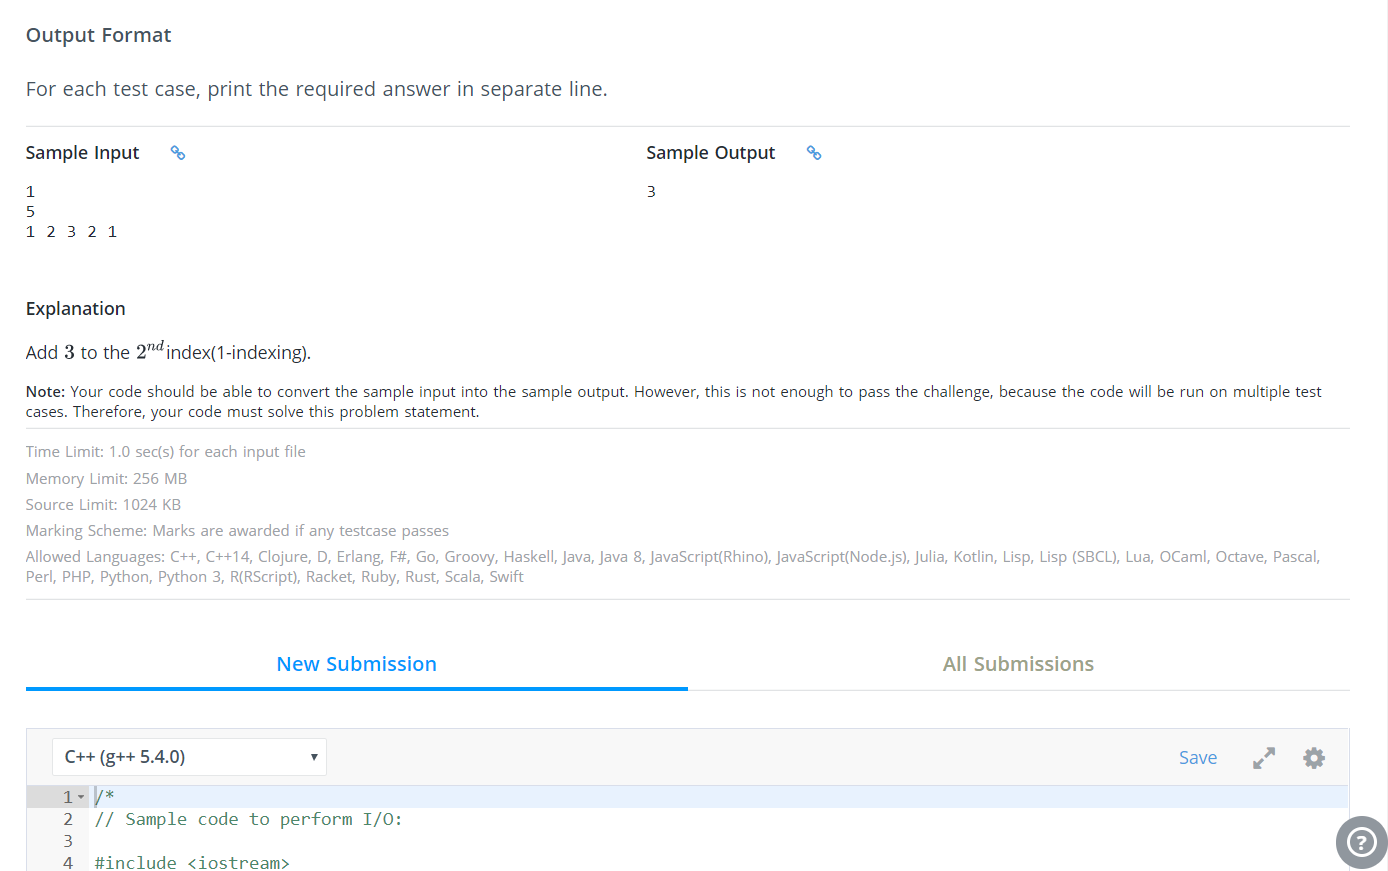 Output Format
For each test case, print the required answer in separate line.
Sample Input
Sample Output
1
5
1 2 3 2 1
3
Explanation
Add 3 to the 2nd index(1-indexing).
Note: Your code should be able to convert the sample input into the sample output. However, this is not enough to pass the challenge, because the code will be run on multiple test
cases. Therefore, your code must solve this problem statement.
Time Limit: 1.0 sec(s) for each input file
Memory Limit: 256 MB
Source Limit: 1024 KB
Marking Scheme: Marks are awarded if any testcase passes
Allowed Languages: C++, C++14, Clojure, D, Erlang, F#, Go, Groovy, Haskell, Java, Java 8, JavaScript(Rhino), JavaScript(Node.js), Julia, Kotlin, Lisp, Lisp (SBCL), Lua, OCaml, Octave, Pascal,
Perl, PHP, Python, Python 3, R(RScript), Racket, Ruby, Rust, Scala, Swift
New Submission
All Submissions
C++ (g++ 5.4.0)
Save
1 /*
2 // Sample code to perform I/O:
3
4 #include <iostream>
?